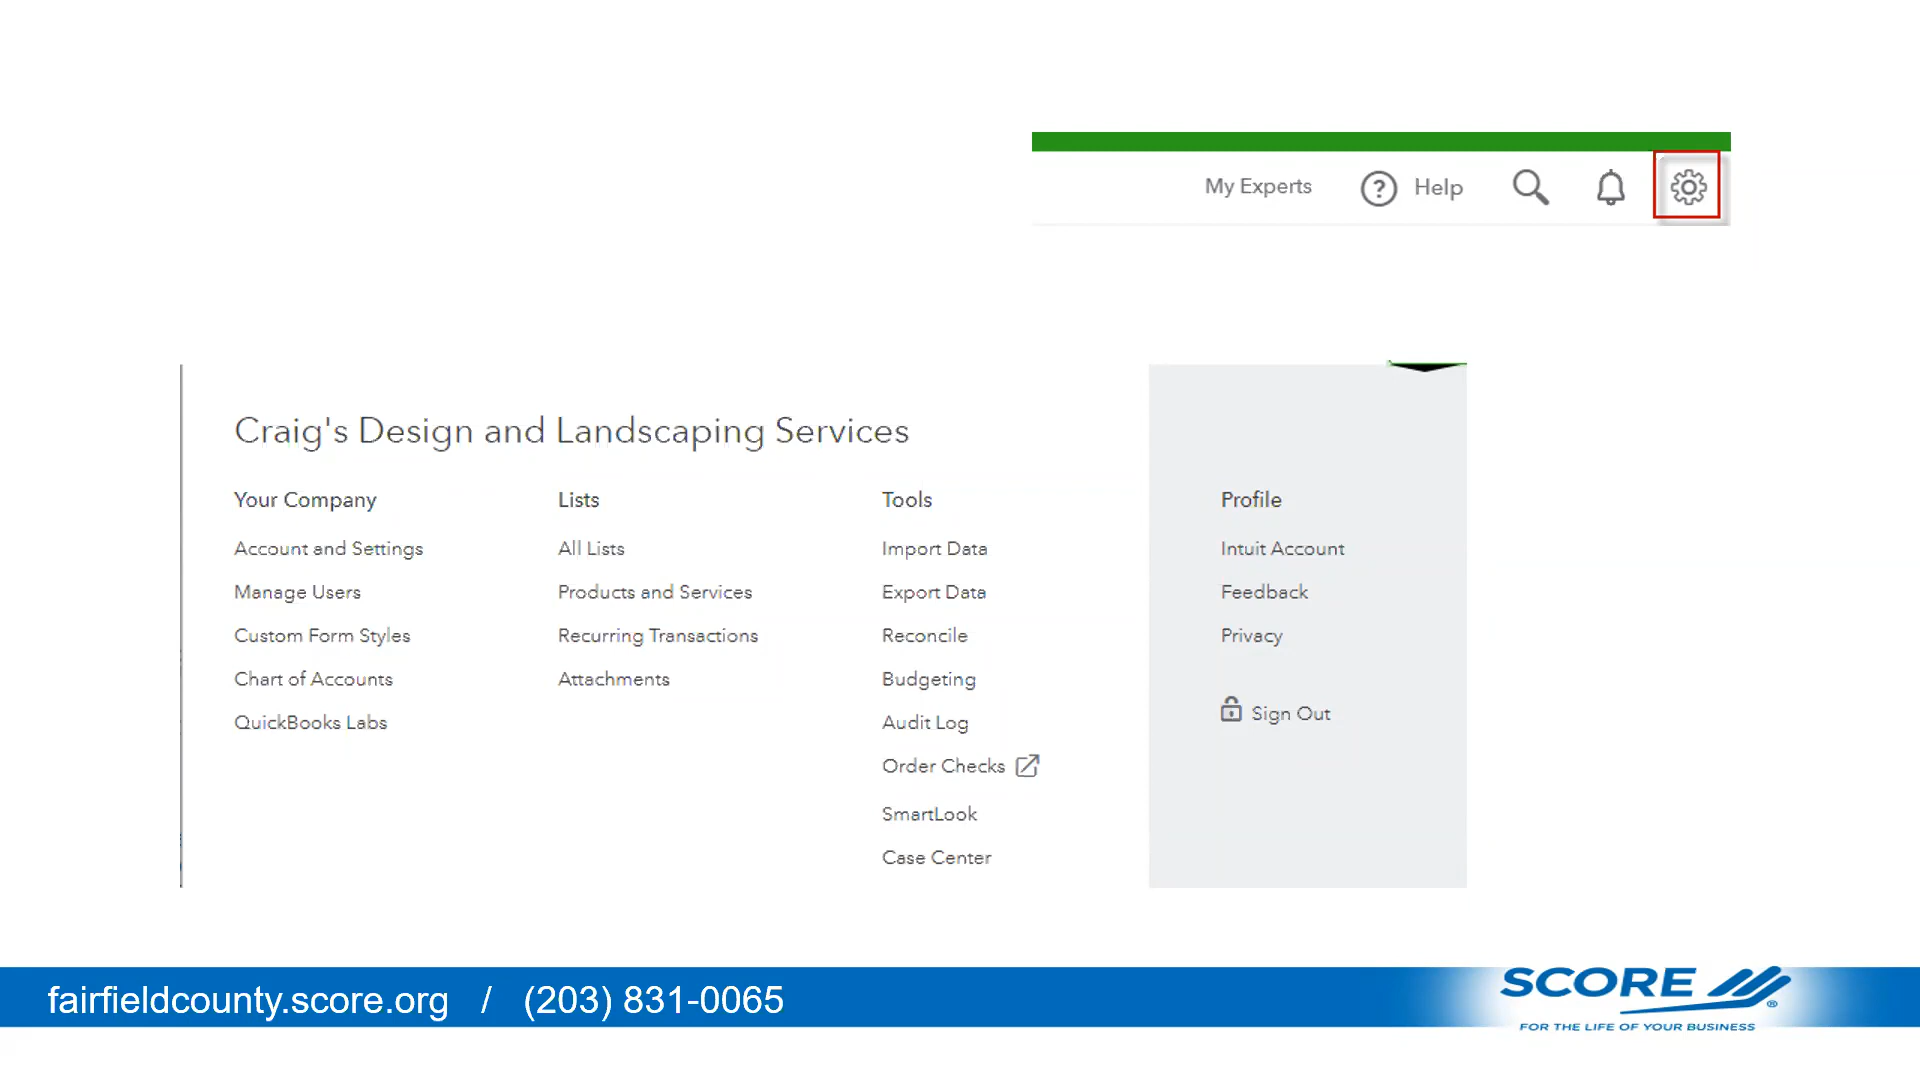 My Experts
? Help
Craig's Design and Landscaping Services
Your Company
Account and Settings
Manage Users
Custom Form Styles
Chart of Accounts
QuickBooks Labs
Lists
All Lists
Products and Services
Recurring Transactions
Attachments
Tools
Import Data
Export Data
Reconcile
Budgeting
Audit Log
Order Checks
SmartLook
Case Center
Profile
Intuit Account
Feedback
Privacy
Sign Out
fairfieldcounty.score.org / (203) 831-0065
SCORE ®
FOR THE LIFE OF YOUR BUSINESS